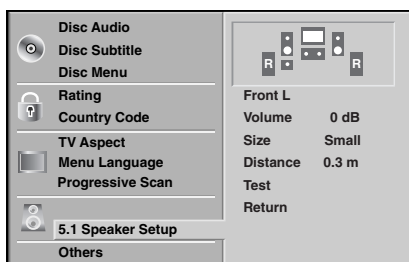 Disc Audio
Disc Subtitle
Disc Menu
Rating
Country Code
TV Aspect
Menu Language
Progressive Scan
5.1 Speaker Setup
Others
R R
Front L
Volume 0 dB
Size Small
Distance 0.3 m
Test
Return